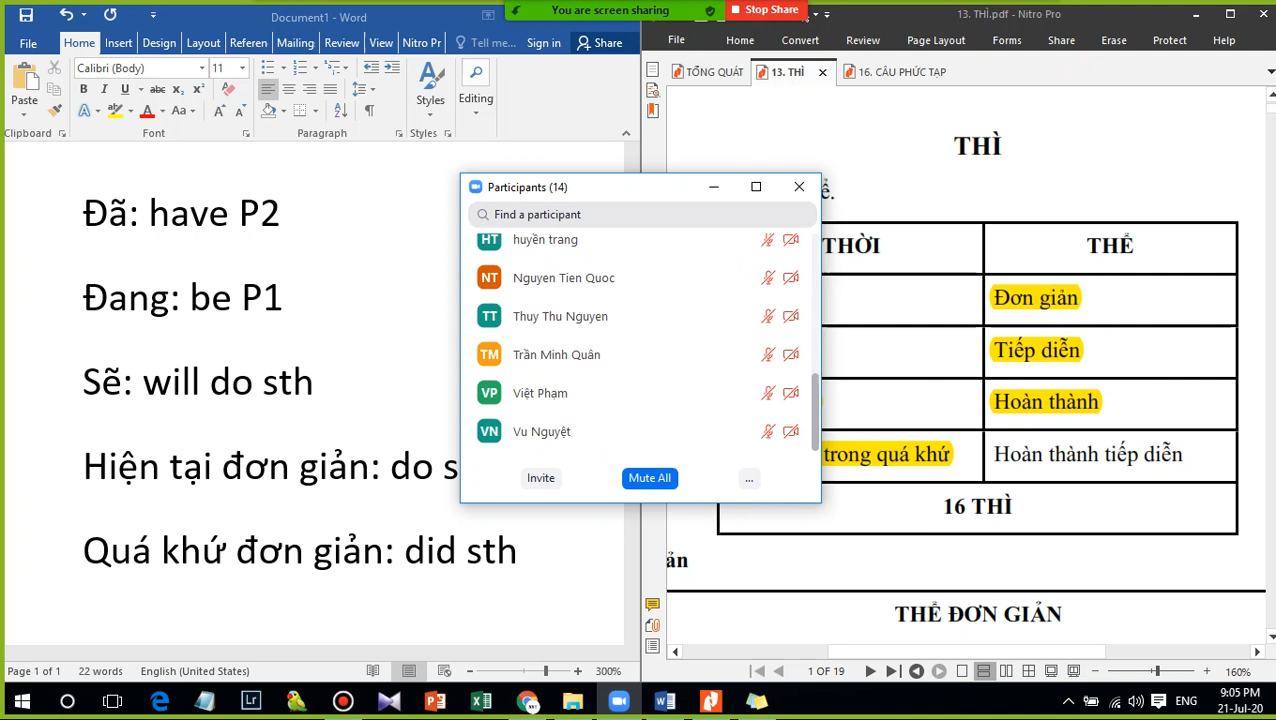 You are screen sharing
Stop Share
Document1 - Word
File Home Insert Design Layout Referen Mailing Review View Nitro Pr Tell me... Sign in Share
Calibri (Body) 11
Paste
Styles
Editing
Clipboard Font Paragraph Styles
Đã: have P2
Đang: be P1
Sẽ: will do sth
Hiện tại đơn giản: do s
Quá khứ đơn giản: did sth
Page 1 of 1 22 words English (United States) 300%
Participants (14)
Find a participant
HT huyền trang
NT Nguyen Tien Quoc
TT Thuy Thu Nguyen
TM Trần Minh Quân
VP Việt Phạm
VN Vu Nguyệt
Invite Mute All ...
13. THÌ.pdf - Nitro Pro
File Home Convert Review Page Layout Forms Share Erase Protect Help
TỔNG QUÁT 13. THÌ 16. CÂU PHỨC TẠP
THÌ
ể.
THỜI THỂ
Đơn giản
Tiếp diễn
Hoàn thành
trong quá khứ Hoàn thành tiếp diễn
16 THÌ
ản
THỂ ĐƠN GIẢN
1 OF 19 160%
ENG
9:05 PM
21-Jul-20